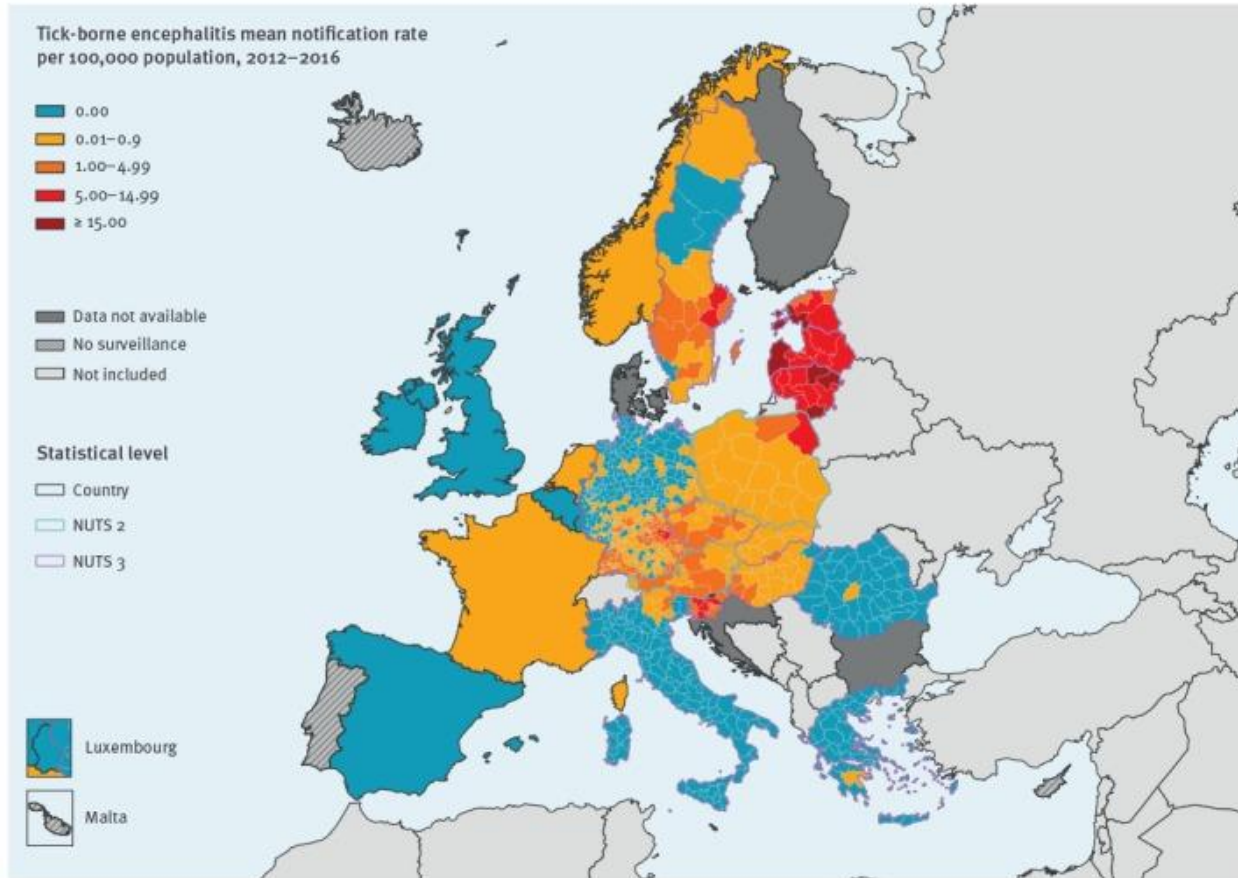 Tick-borne encephalitis mean notification rate
per 100,000 population, 2012–2016
0.00
0.01–0.9
1.00–4.99
5.00–14.99
≥ 15.00
Data not available
No surveillance
Not included
Statistical level
Country
NUTS 2
NUTS 3
Luxembourg
Malta